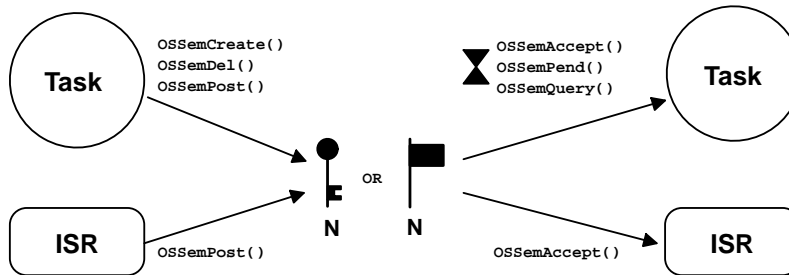 Task
OSSemCreate()
OSSemDel()
OSSemPost()
OSSemAccept()
OSSemPend()
OSSemQuery()
Task
OR
N
N
ISR
OSSemPost()
OSSemAccept()
ISR